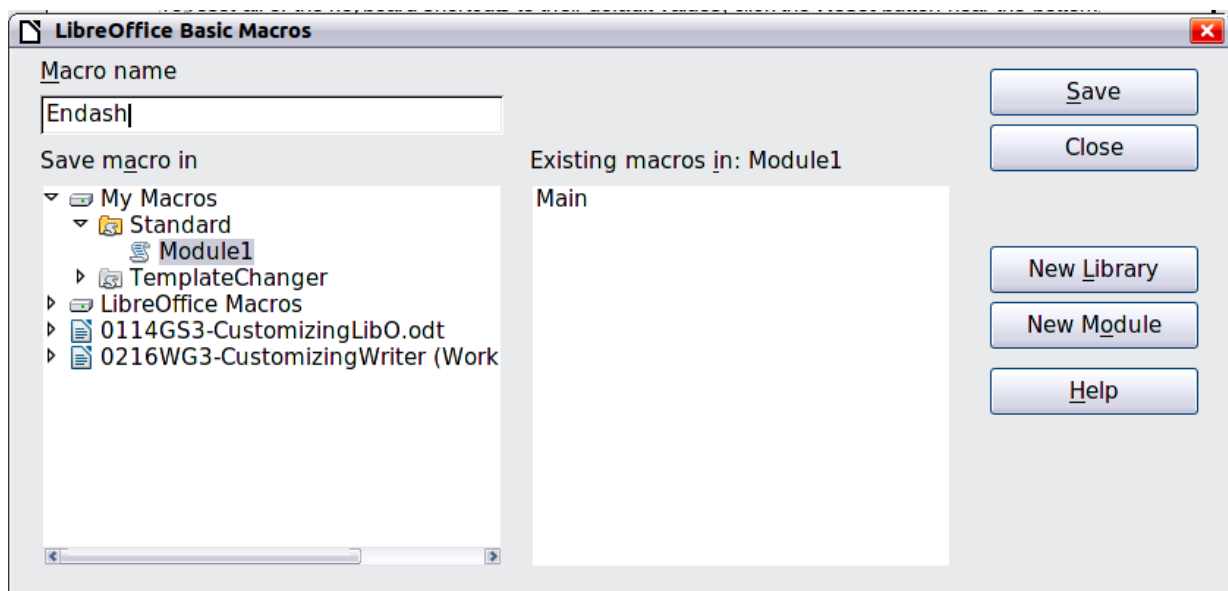 LibreOffice Basic Macros
Macro name
Endash
Save macro in
Existing macros in: Module1
My Macros
Standard
Module1
TemplateChanger
LibreOffice Macros
0114GS3-CustomizingLibO.odt
0216WG3-CustomizingWriter (Work
Main
Save
Close
New Library
New Module
Help